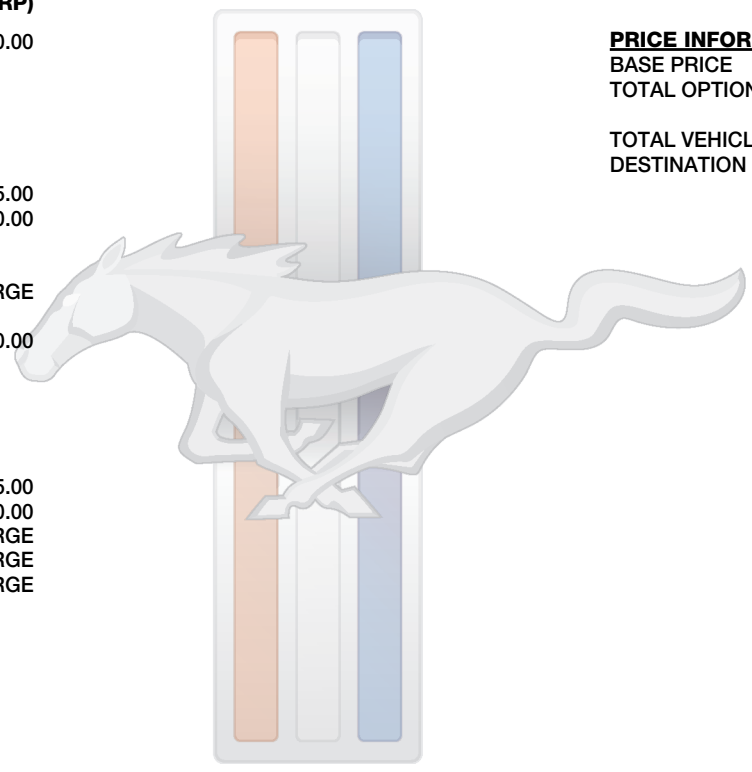 RP)
0.00
5.00
0.00
RGE
0.00
5.00
0.00
RGE
RGE
RGE
PRICE INFOR
BASE PRICE
TOTAL OPTION
TOTAL VEHICL
DESTINATION